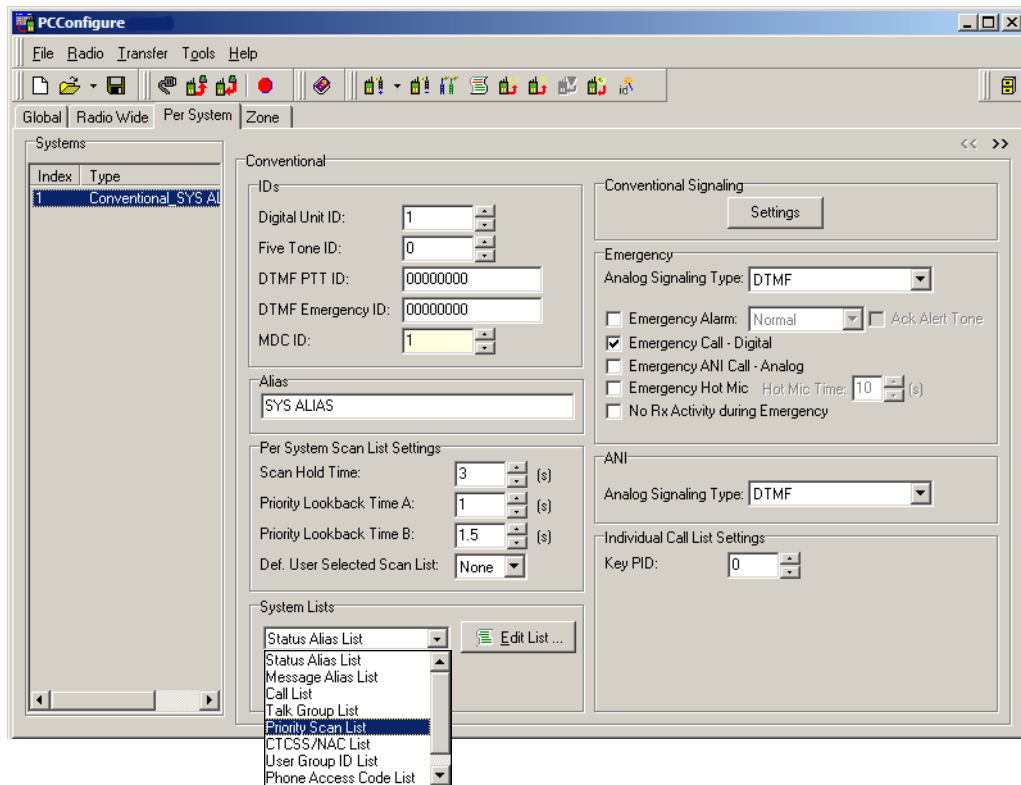 PCConfigure
File Radio Transfer Tools Help
id
Global Radio Wide Per System Zone
Systems
<< >>
Index Type
1 Conventional_SYS AL
Conventional
IDs
Digital Unit ID: 1
Five Tone ID: 0
DTMF PTT ID: 00000000
DTMF Emergency ID: 00000000
MDC ID: 1
Alias
SYS ALIAS
Per System Scan List Settings
Scan Hold Time: 3 (s)
Priority Lookback Time A: 1 (s)
Priority Lookback Time B: 1.5 (s)
Def. User Selected Scan List: None
System Lists
Status Alias List
Edit List ...
Status Alias List
Message Alias List
Call List
Talk Group List
Priority Scan List
CTCSS/NAC List
User Group ID List
Phone Access Code List
Conventional Signaling
Settings
Emergency
Analog Signaling Type: DTMF
Emergency Alarm: Normal Ack Alert Tone
Emergency Call - Digital
Emergency ANI Call - Analog
Emergency Hot Mic Hot Mic Time: 10 (s)
No Rx Activity during Emergency
ANI
Analog Signaling Type: DTMF
Individual Call List Settings
Key PID: 0